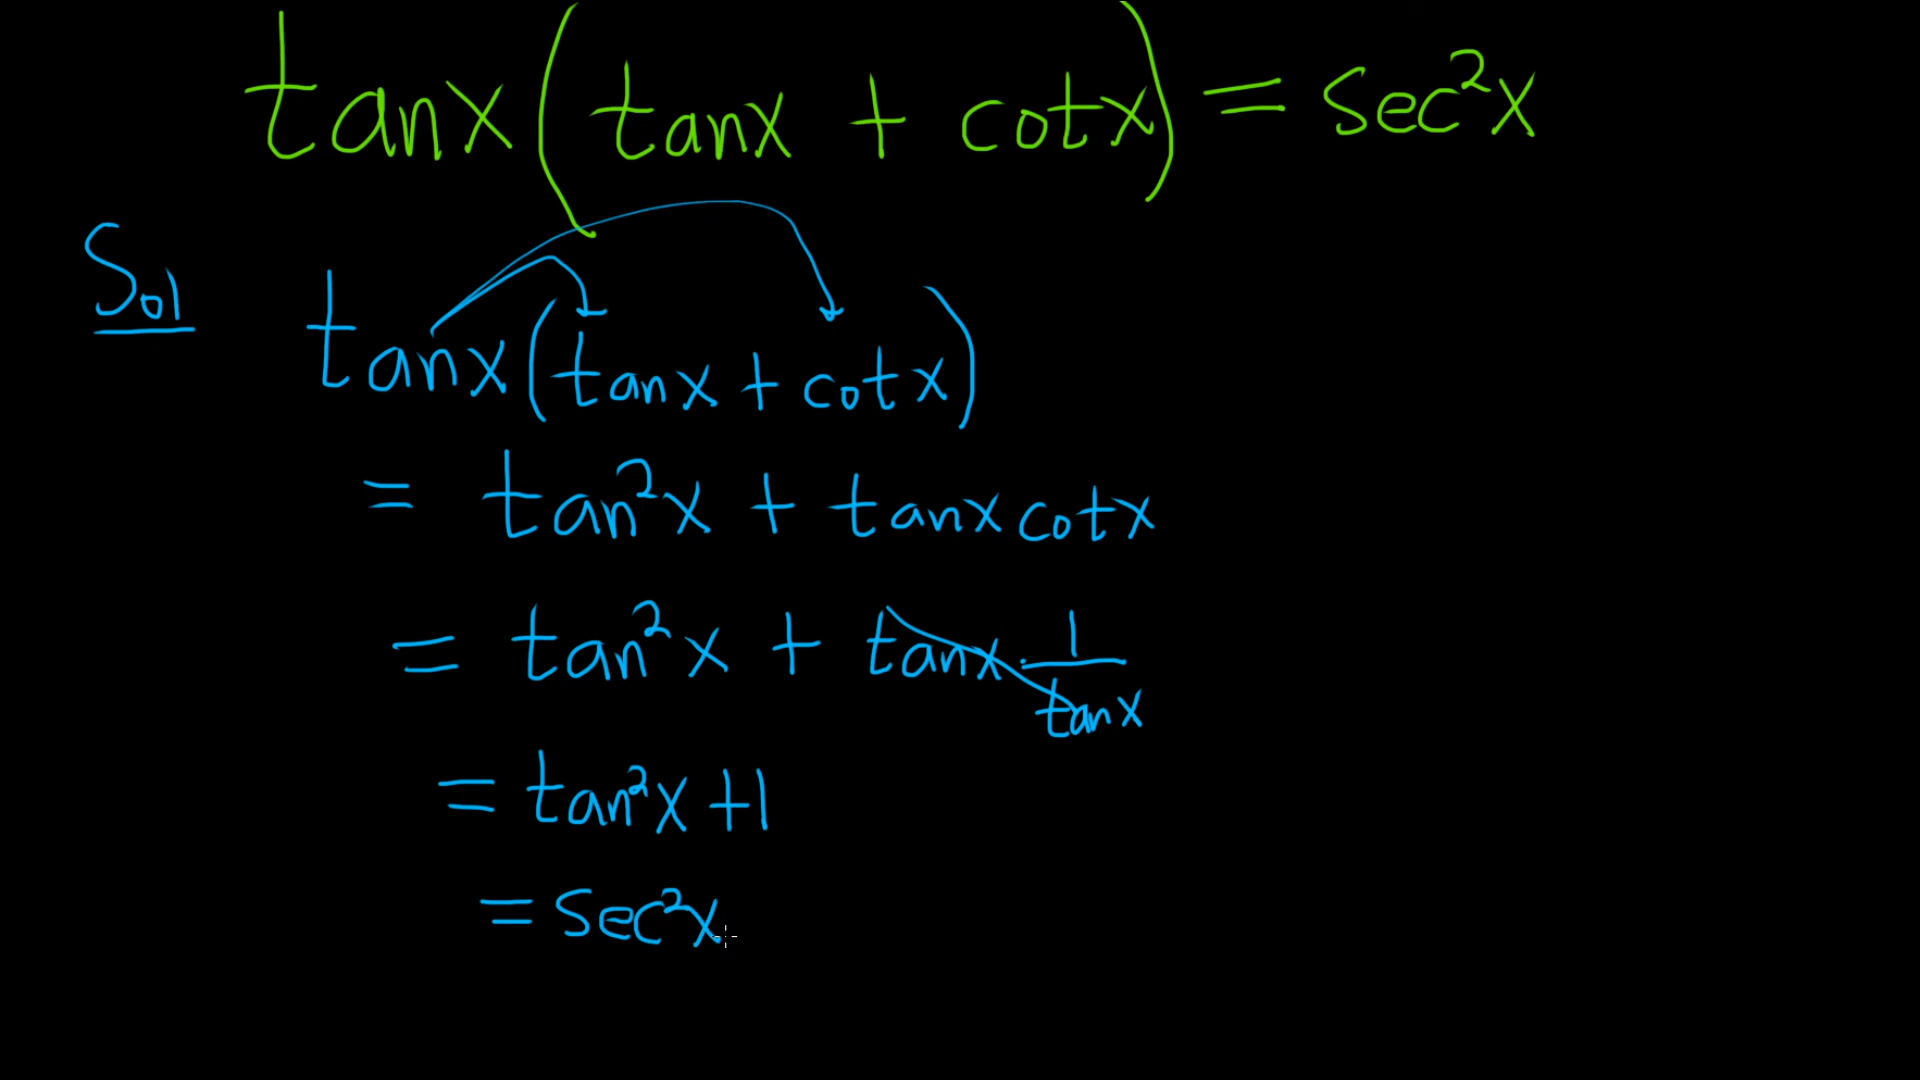 tanx(tanx + cotx) = sec²x
Sol
tanx(tanx + cotx)
= tan²x + tanx cotx
= tan²x + tanx · 1/tanx
= tan²x + 1
= sec²x